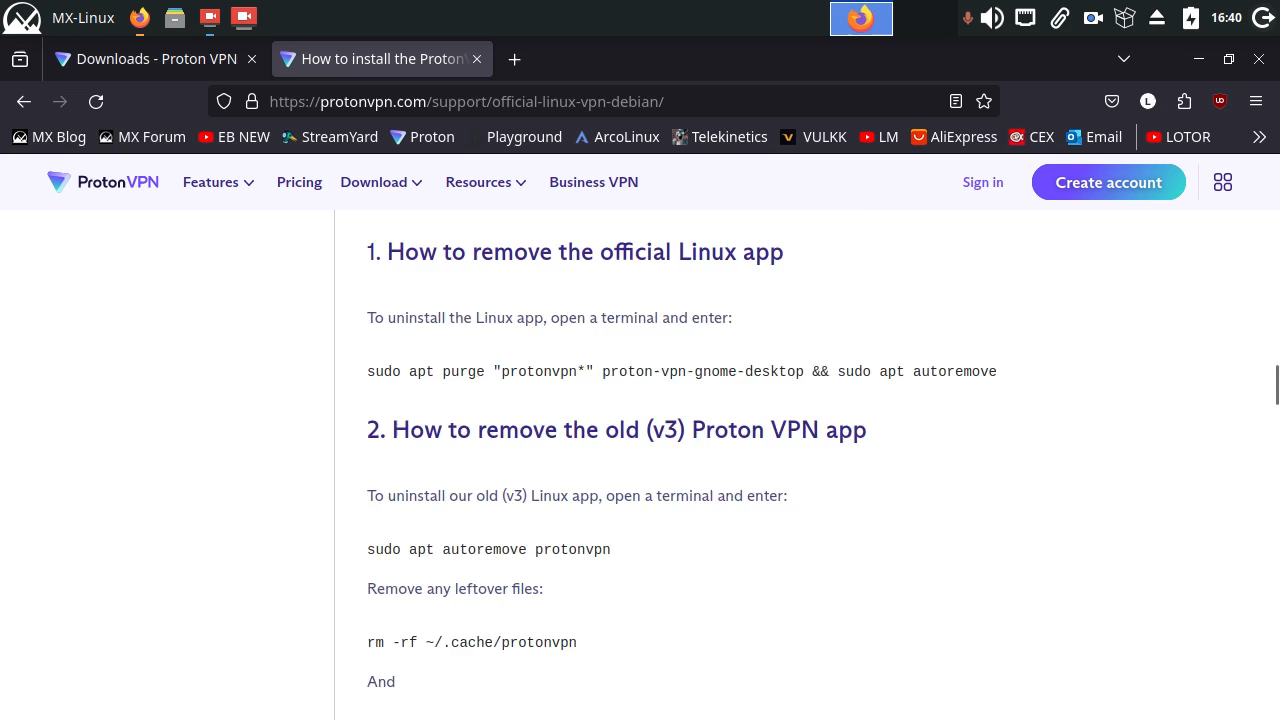 MX-Linux
16:40
Downloads - Proton VPN
How to install the Proton
https://protonvpn.com/support/official-linux-vpn-debian/
L
UD
MX Blog MX Forum EB NEW StreamYard Proton Playground ArcoLinux Telekinetics VULKK LM AliExpress CEX Email LOTOR
ProtonVPN Features Pricing Download Resources Business VPN Sign in Create account
1. How to remove the official Linux app
To uninstall the Linux app, open a terminal and enter:
sudo apt purge "protonvpn*" proton-vpn-gnome-desktop && sudo apt autoremove
2. How to remove the old (v3) Proton VPN app
To uninstall our old (v3) Linux app, open a terminal and enter:
sudo apt autoremove protonvpn
Remove any leftover files:
rm -rf ~/.cache/protonvpn
And